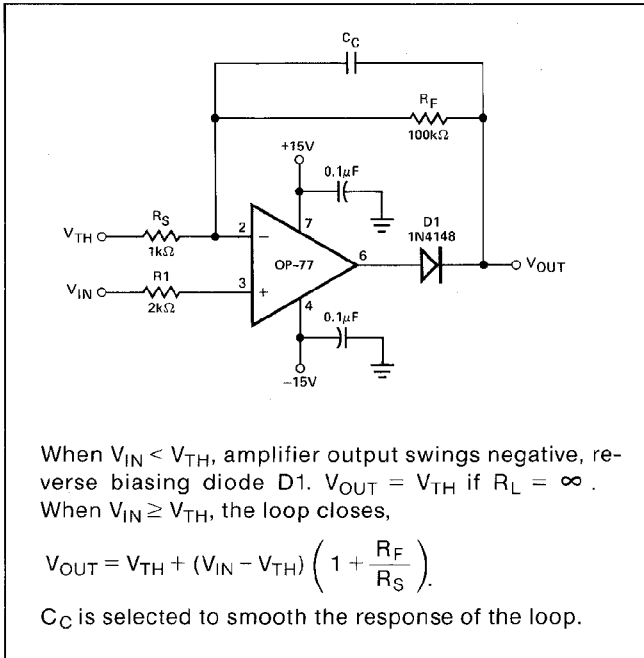 C_C
R_F
100kΩ
+15V
0.1μF
R_S
V_TH
1kΩ
2
−
7
D1
1N4148
OP-77
6
V_OUT
R1
V_IN
2kΩ
3
+
4
0.1μF
−15V
When V_IN < V_TH, amplifier output swings negative, re-
verse biasing diode D1. V_OUT = V_TH if R_L = ∞ .
When V_IN ≥ V_TH, the loop closes,
V_OUT = V_TH + (V_IN − V_TH) ( 1 + R_F / R_S ).
C_C is selected to smooth the response of the loop.